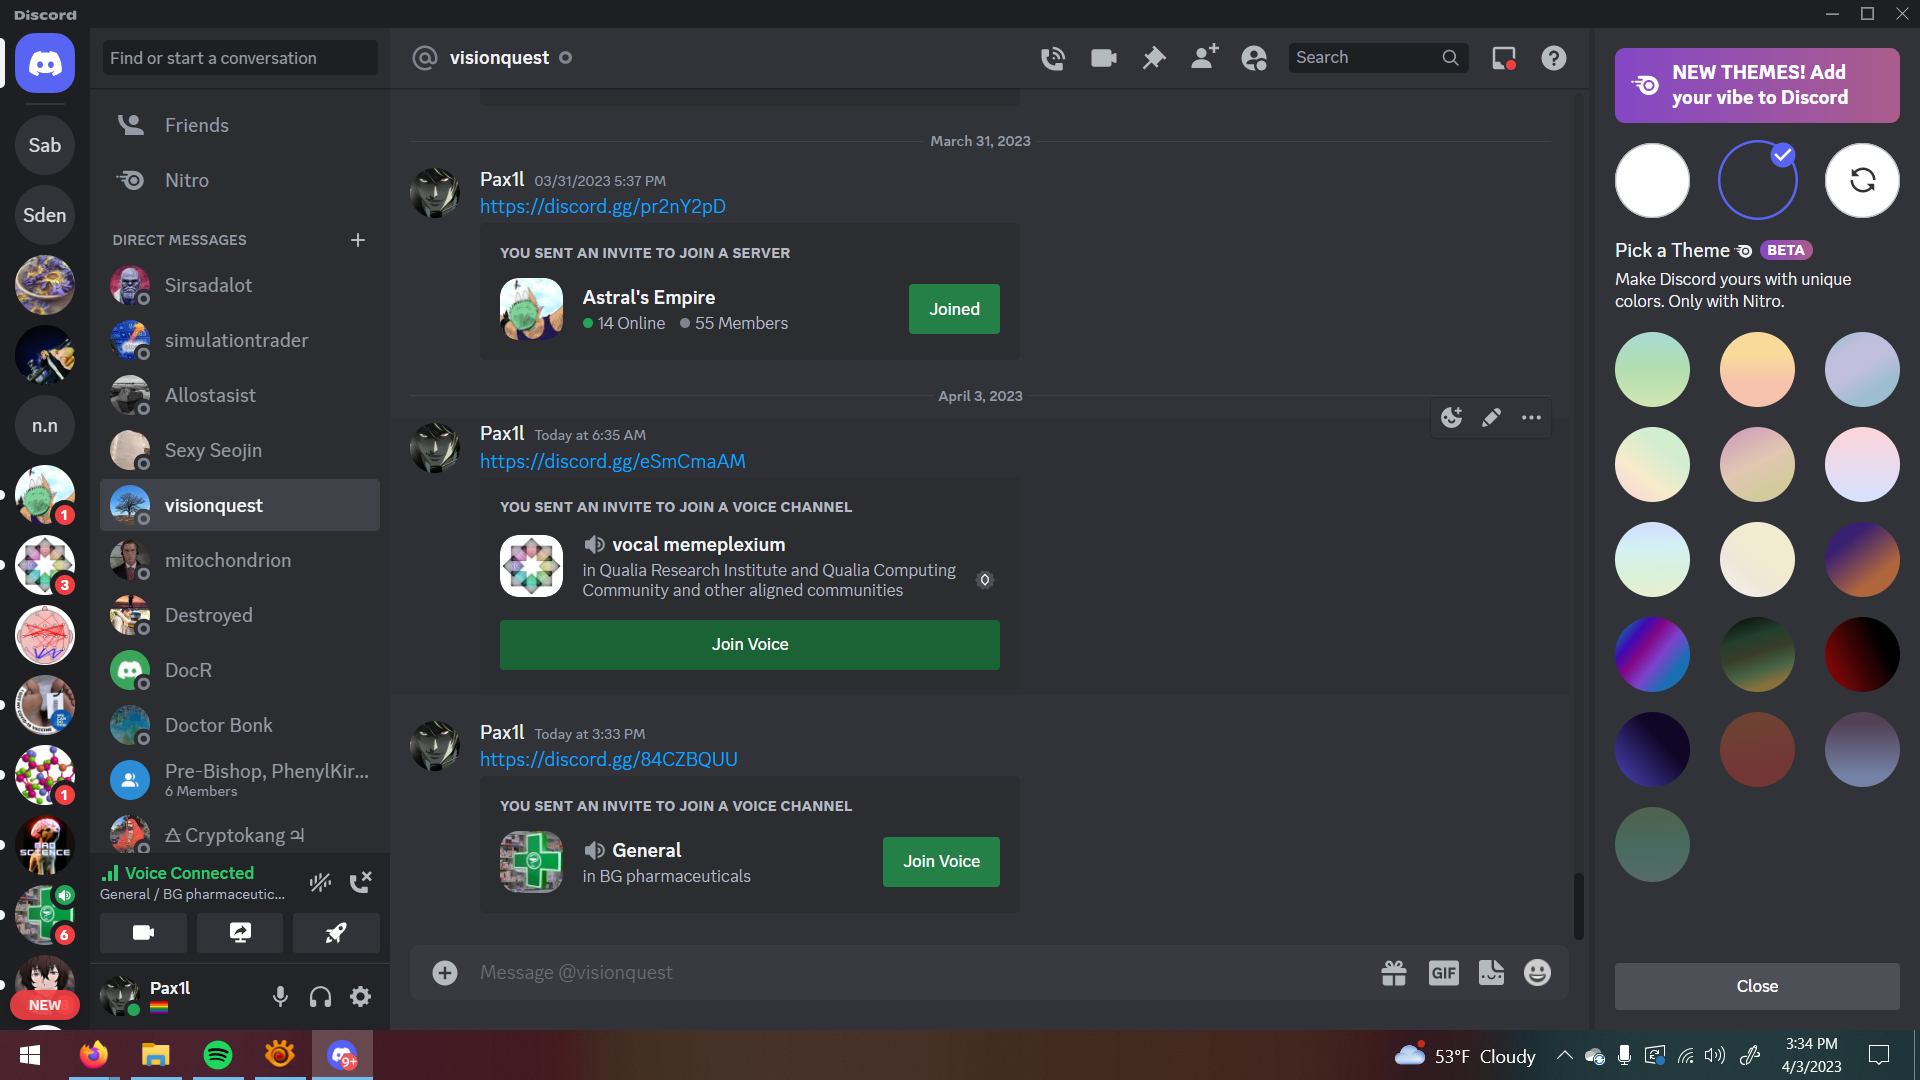 Discord
Find or start a conversation
Friends
Nitro
DIRECT MESSAGES
Sirsadalot
simulationtrader
Allostasist
Sexy Seojin
visionquest
mitochondrion
Destroyed
DocR
Doctor Bonk
Pre-Bishop, PhenylKir...
6 Members
🜂 Cryptokang ♃
Sab
Sden
n.n
1
3
1
MAD
SCIENCE
6
NEW
Voice Connected
General / BG pharmaceutic...
Pax1l
visionquest
Search
March 31, 2023
Pax1l 03/31/2023 5:37 PM
https://discord.gg/pr2nY2pD
YOU SENT AN INVITE TO JOIN A SERVER
Astral's Empire
14 Online 55 Members
Joined
April 3, 2023
Pax1l Today at 6:35 AM
https://discord.gg/eSmCmaAM
YOU SENT AN INVITE TO JOIN A VOICE CHANNEL
vocal memeplexium
in Qualia Research Institute and Qualia Computing
Community and other aligned communities
Join Voice
Pax1l Today at 3:33 PM
https://discord.gg/84CZBQUU
YOU SENT AN INVITE TO JOIN A VOICE CHANNEL
General
in BG pharmaceuticals
Join Voice
Message @visionquest
GIF
NEW THEMES! Add
your vibe to Discord
Pick a Theme BETA
Make Discord yours with unique
colors. Only with Nitro.
Close
9+
53°F Cloudy
3:34 PM
4/3/2023